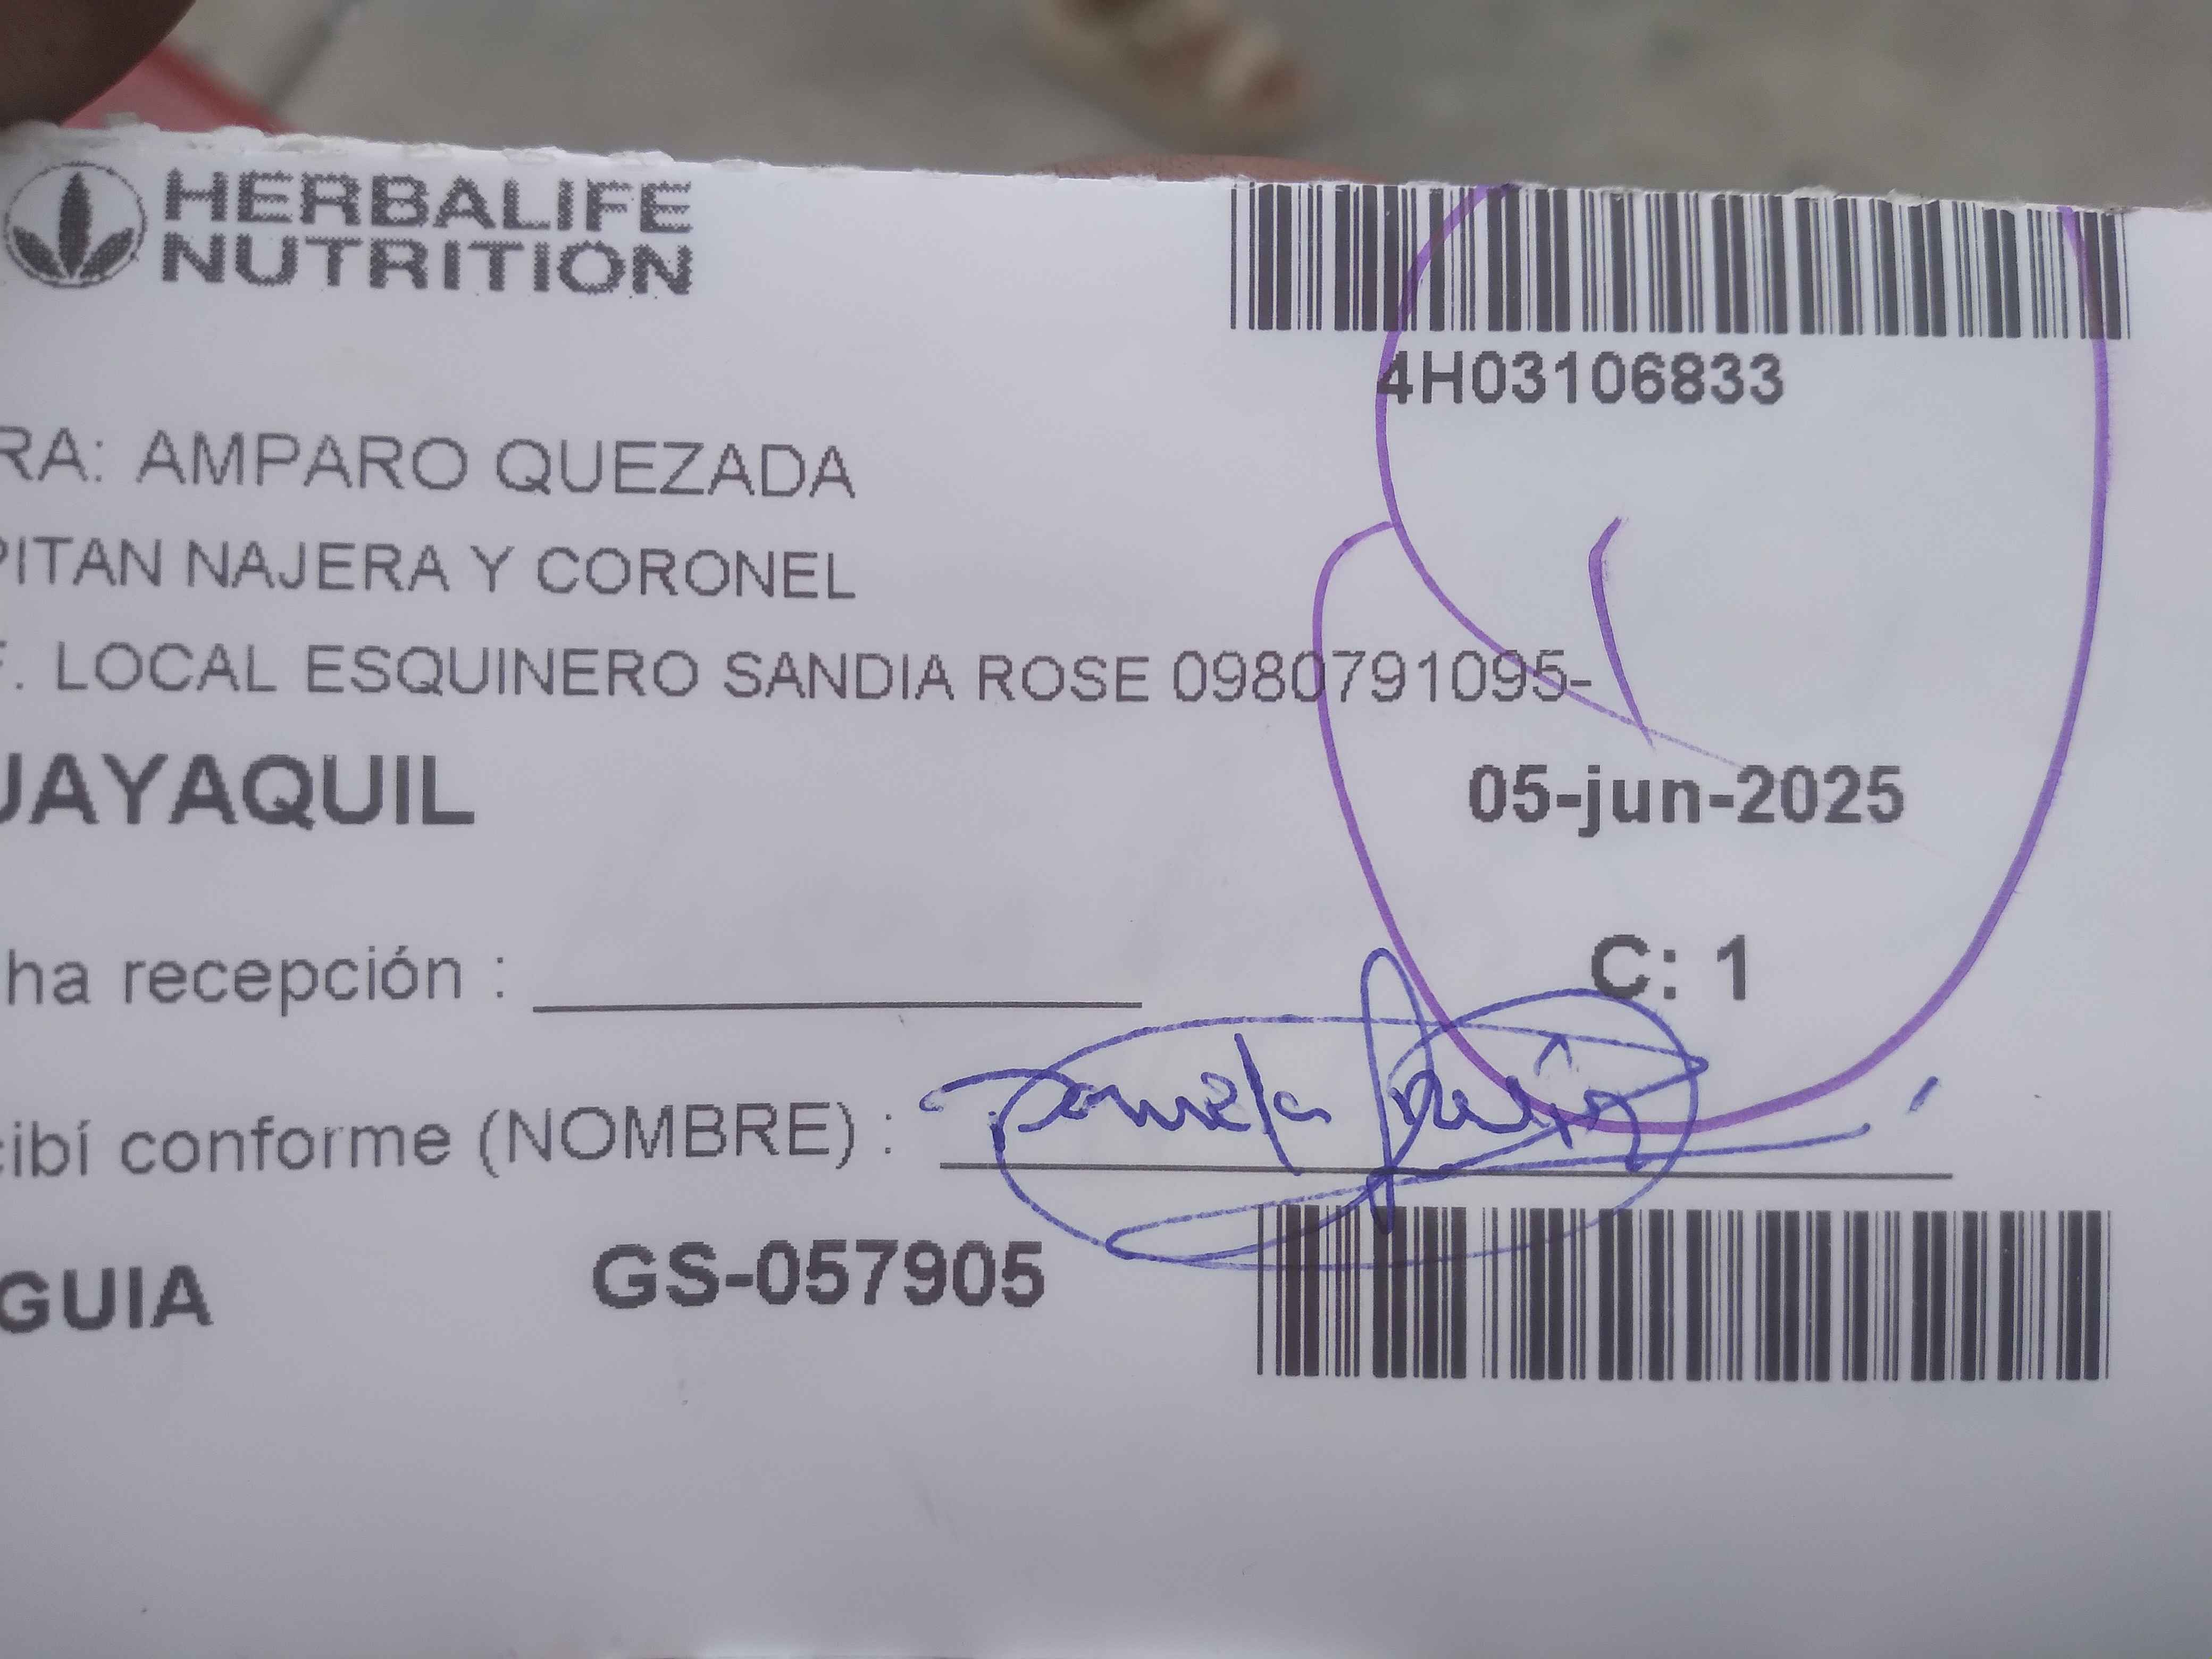 HERBALIFE
NUTRITION
4H03106833
RA: AMPARO QUEZADA
PITAN NAJERA Y CORONEL
F. LOCAL ESQUINERO SANDIA ROSE 0980791095-
UAYAQUIL
05-jun-2025
ha recepción :
C: 1
cibí conforme (NOMBRE) :
GUIA GS-057905